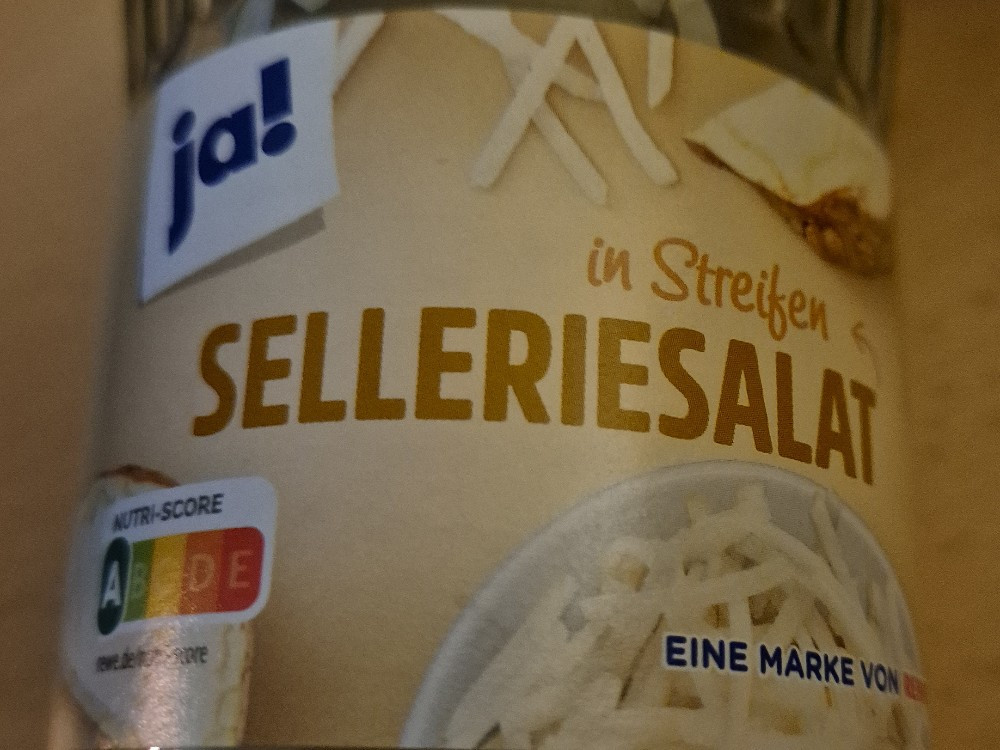 ja!
in Streifen
SELLERIESALAT
NUTRI-SCORE
A B D E
EINE MARKE VON